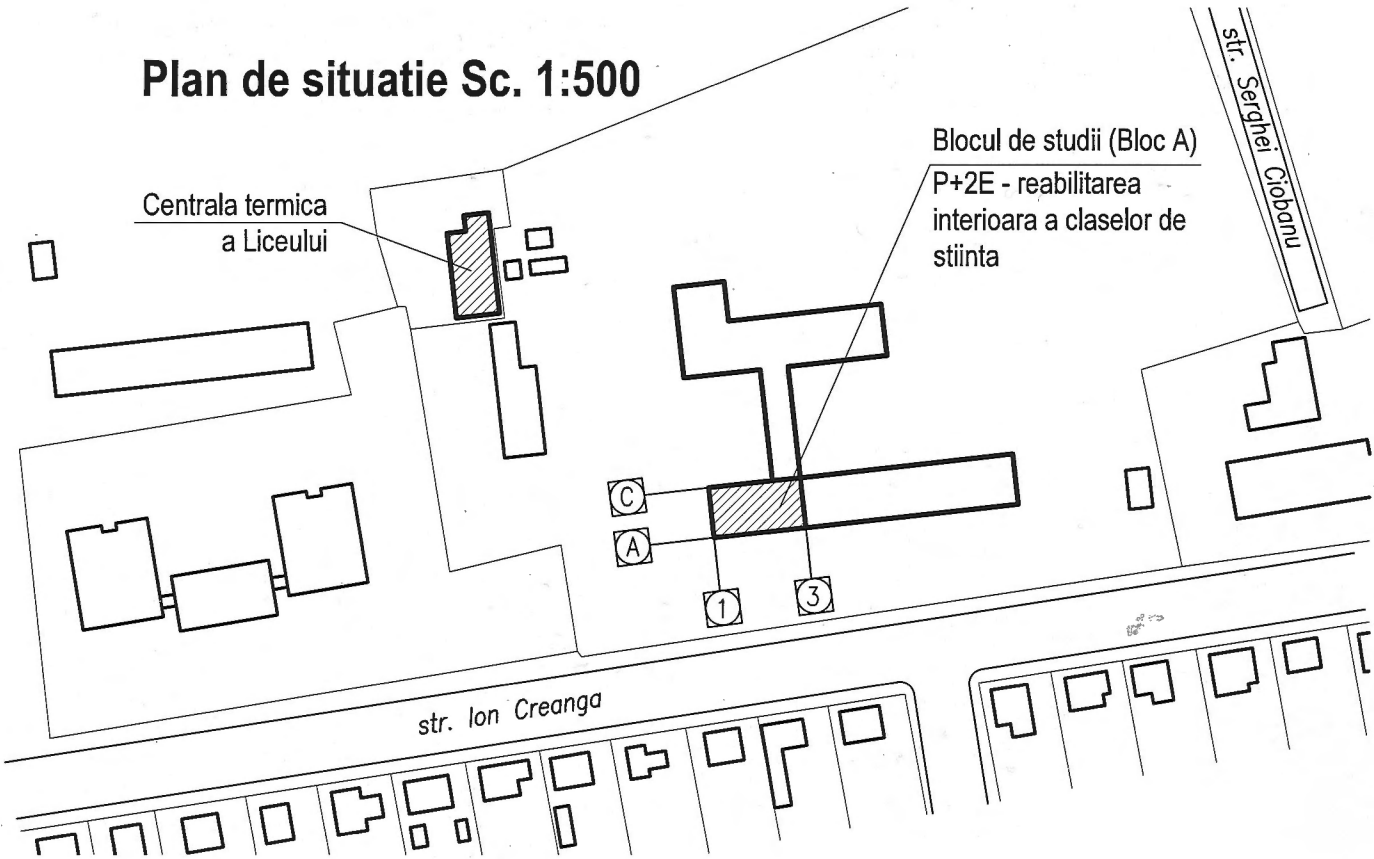 Plan de situatie Sc. 1:500
str. Serghei Ciobanu
Blocul de studii (Bloc A)
P+2E - reabilitarea
interioara a claselor de
stiinta
Centrala termica
a Liceului
C
A
1
3
str. Ion Creanga